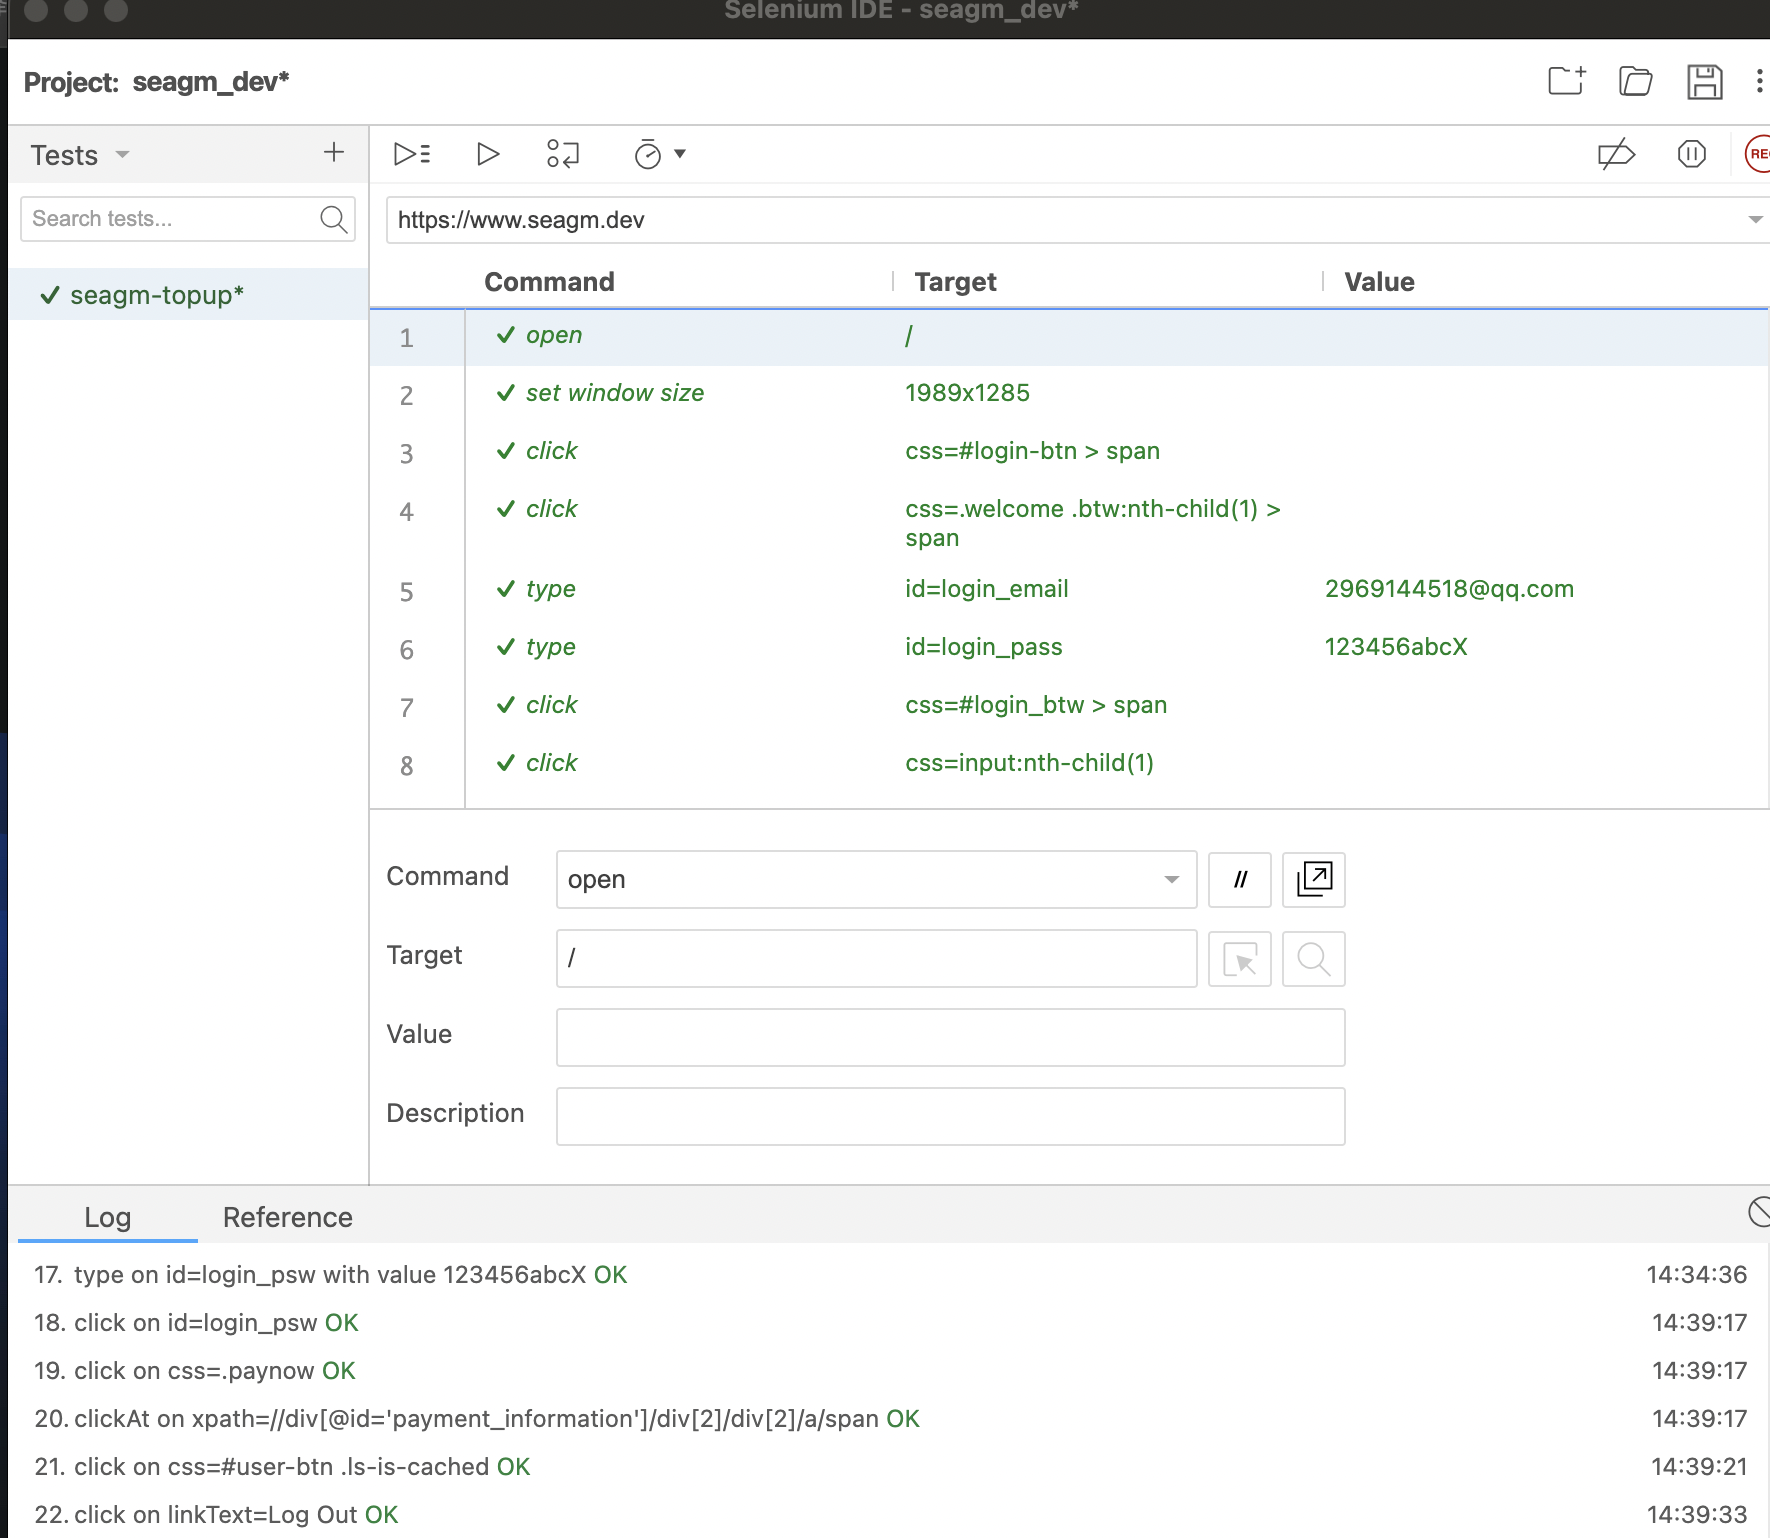 Selenium IDE - seagm_dev*
Project: seagm_dev*
Tests
Search tests...
seagm-topup*
REC
https://www.seagm.dev
Command Target Value
1 open /
2 set window size 1989x1285
3 click css=#login-btn > span
4 click css=.welcome .btw:nth-child(1) >
span
5 type id=login_email 2969144518@qq.com
6 type id=login_pass 123456abcX
7 click css=#login_btw > span
8 click css=input:nth-child(1)
Command open //
Target /
Value
Description
Log Reference
17. type on id=login_psw with value 123456abcX OK 14:34:36
18. click on id=login_psw OK 14:39:17
19. click on css=.paynow OK 14:39:17
20. clickAt on xpath=//div[@id='payment_information']/div[2]/div[2]/a/span OK 14:39:17
21. click on css=#user-btn .ls-is-cached OK 14:39:21
22. click on linkText=Log Out OK 14:39:33